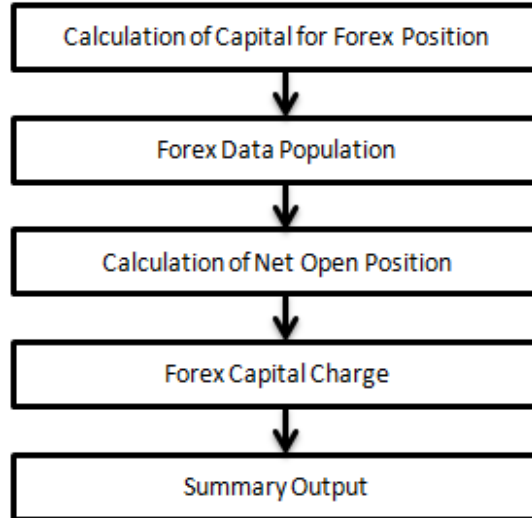 Calculation of Capital for Forex Position
Forex Data Population
Calculation of Net Open Position
Forex Capital Charge
Summary Output